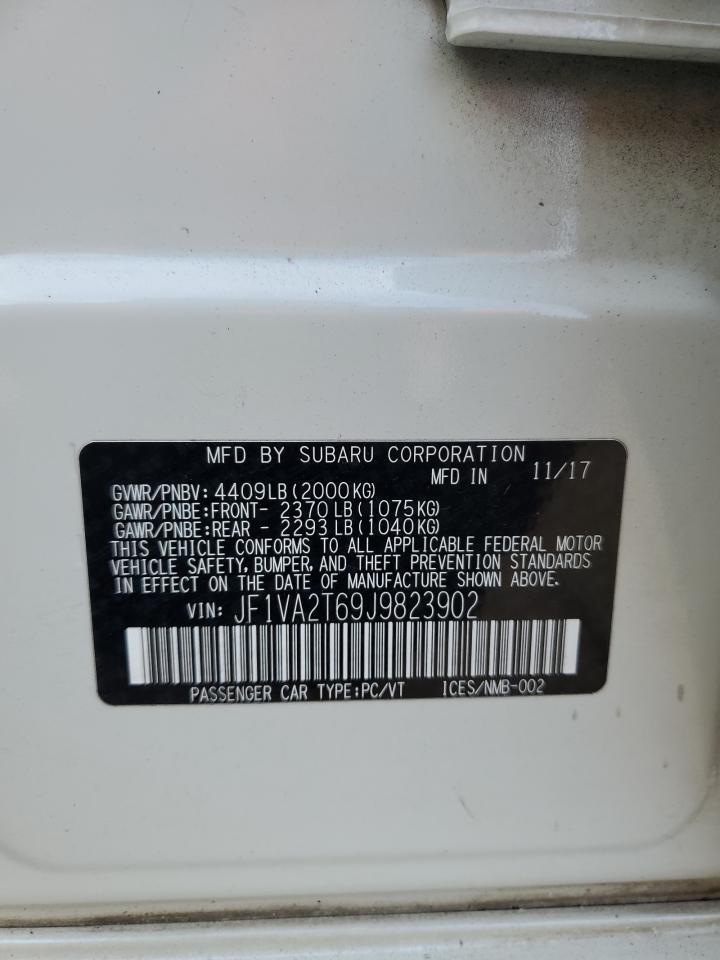 MFD BY SUBARU CORPORATION
MFD IN 11/17
GVWR/PNBV: 4409LB(2000KG)
GAWR/PNBE:FRONT- 2370 LB(1075KG)
GAWR/PNBE:REAR - 2293 LB(1040KG)
THIS VEHICLE CONFORMS TO ALL APPLICABLE FEDERAL MOTOR
VEHICLE SAFETY, BUMPER, AND THEFT PREVENTION STANDARDS
IN EFFECT ON THE DATE OF MANUFACTURE SHOWN ABOVE.
VIN: JF1VA2T69J9823902
PASSENGER CAR TYPE:PC/VT ICES/NMB-002